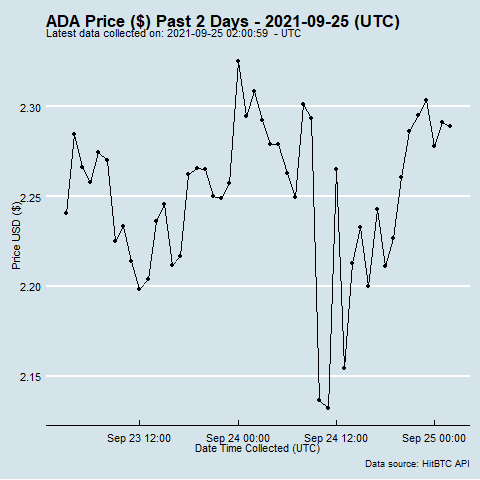 ADA Price ($) Past 2 Days - 2021-09-25 (UTC)
Latest data collected on: 2021-09-25 02:00:59 - UTC
2.30
2.25
2.20
2.15
Price USD ($)
Sep 23 12:00
Sep 24 00:00
Sep 24 12:00
Sep 25 00:00
Date Time Collected (UTC)
Data source: HitBTC API